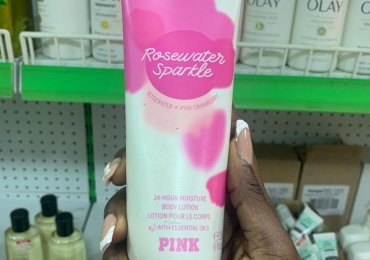 OLAY
OLAY
Rosewater
Sparkle
ROSEWATER + PINK CRANBERRY
24-HOUR MOISTURE
BODY LOTION
LOTION POUR LE CORPS
WITH ESSENTIAL OILS
PINK